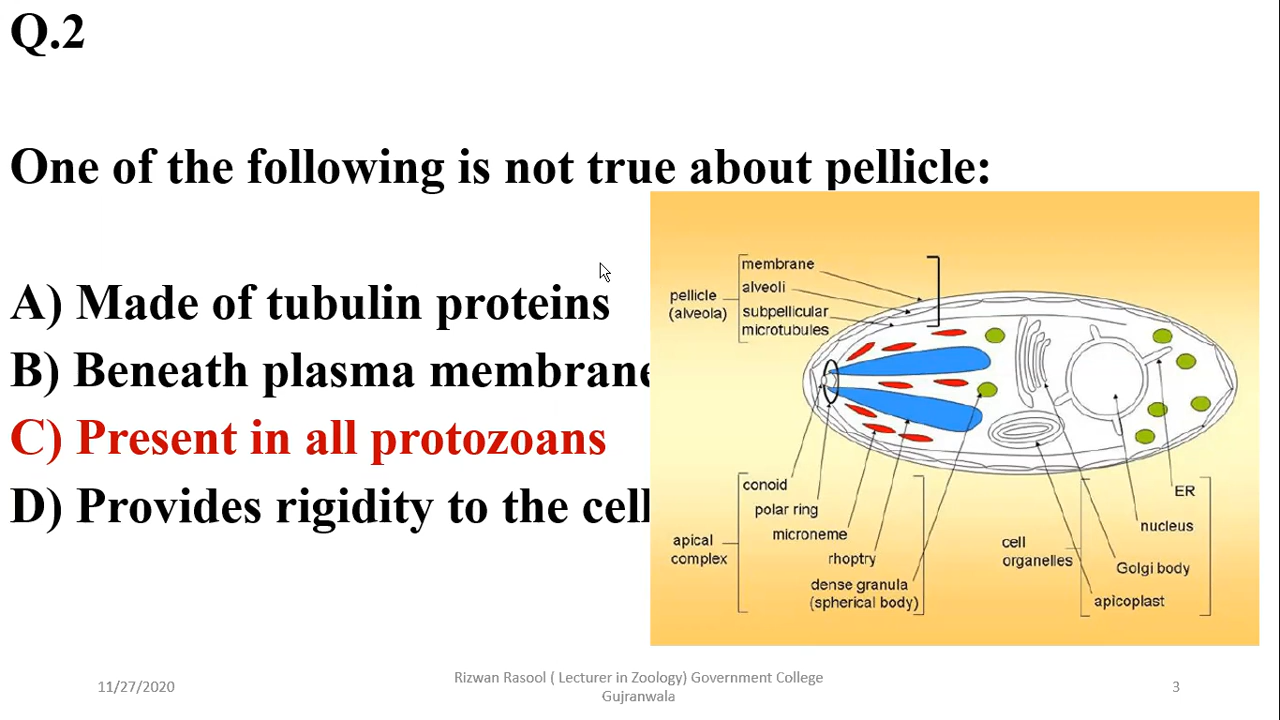 Q.2
One of the following is not true about pellicle:
A) Made of tubulin proteins
B) Beneath plasma membrane
C) Present in all protozoans
D) Provides rigidity to the cell
membrane
alveoli
pellicle
(alveola)
subpellicular
microtubules
conoid
polar ring
microneme
rhoptry
dense granula
(spherical body)
apical
complex
cell
organelles
ER
nucleus
Golgi body
apicoplast
11/27/2020
Rizwan Rasool ( Lecturer in Zoology) Government College
Gujranwala
3